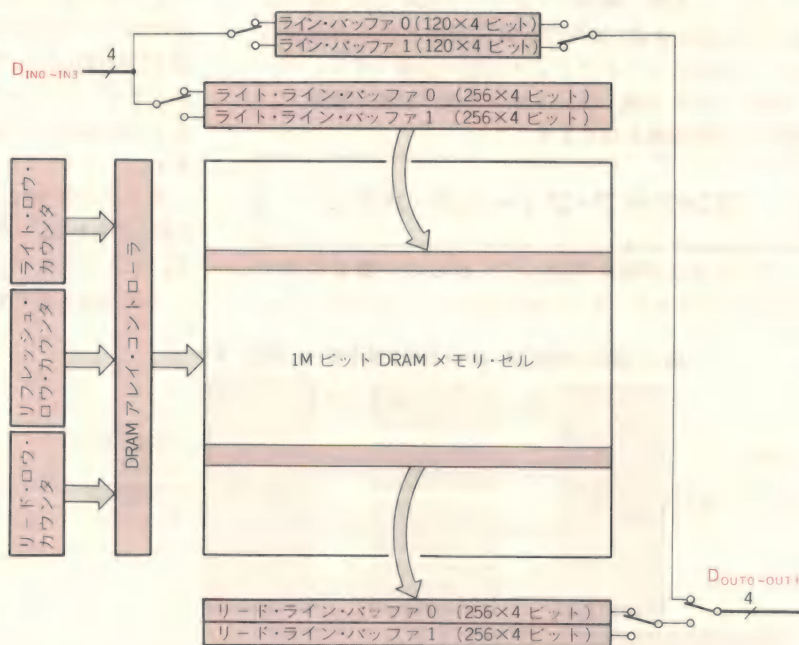 ライン・バッファ 0 (120×4 ビット)
ライン・バッファ 1 (120×4 ビット)
4
DIN0~IN3
ライト・ライン・バッファ 0 (256×4 ビット)
ライト・ライン・バッファ 1 (256×4 ビット)
ライト・ロウ・
カウンタ
リフレッシュ・
ロウ・カウンタ
リード・ロウ・
カウンタ
DRAM アレイ・コントローラ
1M ビット DRAM メモリ・セル
リード・ライン・バッファ 0 (256×4 ビット)
リード・ライン・バッファ 1 (256×4 ビット)
DOUT0~OUT
4